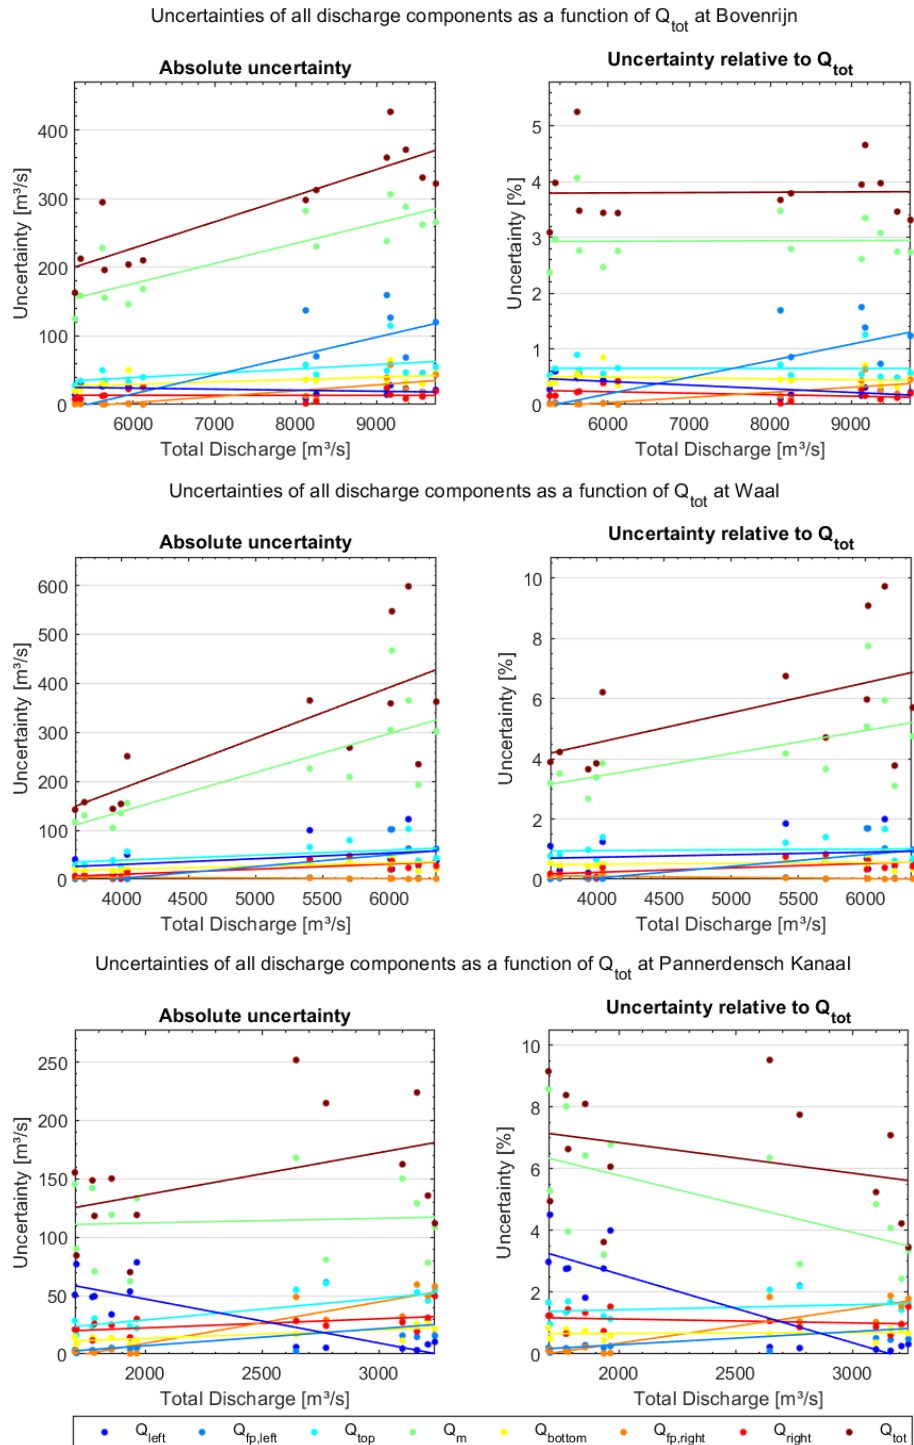 Uncertainties of all discharge components as a function of Q_tot at Bovenrijn
Absolute uncertainty
Uncertainty relative to Q_tot
Uncertainty [m³/s]
400
300
200
100
0
6000 7000 8000 9000
Total Discharge [m³/s]
Uncertainty [%]
5
4
3
2
1
0
6000 7000 8000 9000
Total Discharge [m³/s]
Uncertainties of all discharge components as a function of Q_tot at Waal
Absolute uncertainty
Uncertainty relative to Q_tot
Uncertainty [m³/s]
600
500
400
300
200
100
0
4000 4500 5000 5500 6000
Total Discharge [m³/s]
Uncertainty [%]
10
8
6
4
2
0
4000 4500 5000 5500 6000
Total Discharge [m³/s]
Uncertainties of all discharge components as a function of Q_tot at Pannerdensch Kanaal
Absolute uncertainty
Uncertainty relative to Q_tot
Uncertainty [m³/s]
250
200
150
100
50
0
2000 2500 3000
Total Discharge [m³/s]
Uncertainty [%]
10
8
6
4
2
0
2000 2500 3000
Total Discharge [m³/s]
Q_left Q_fp,left Q_top Q_m Q_bottom Q_fp,right Q_right Q_tot